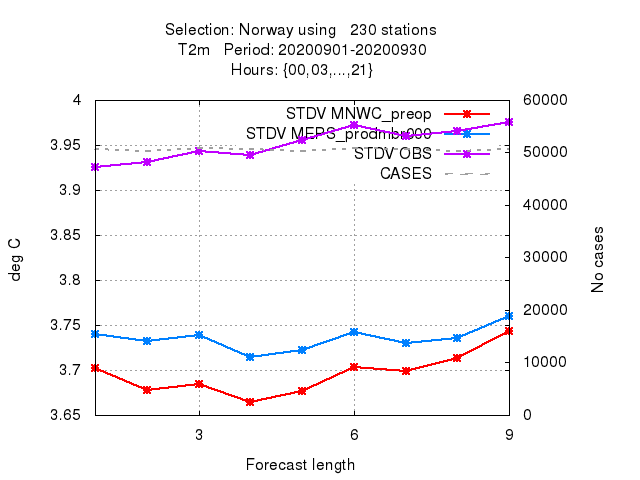 Selection: Norway using 230 stations
T2m Period: 20200901-20200930
Hours: {00,03,...,21}
STDV MNWC_preop
STDV MEPS_prodmbr000
STDV OBS
CASES
4
3.95
3.9
3.85
3.8
3.75
3.7
3.65
60000
50000
40000
30000
20000
10000
0
deg C
No cases
3 6 9
Forecast length